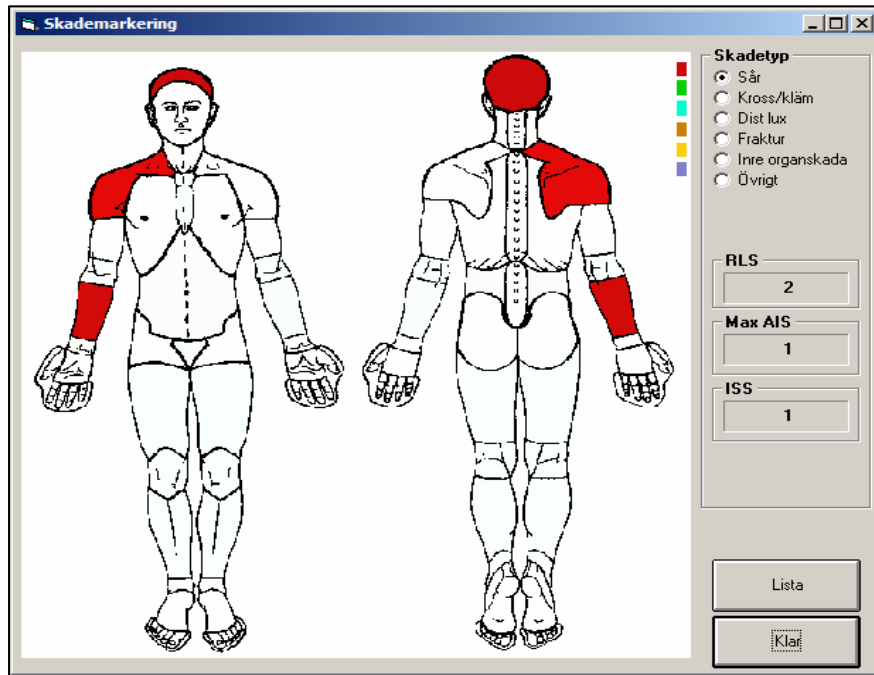 Skademarkering
Skadetyp
Sår
Kross/kläm
Dist lux
Fraktur
Inre organskada
Övrigt
RLS
2
Max AIS
1
ISS
1
Lista
Klar